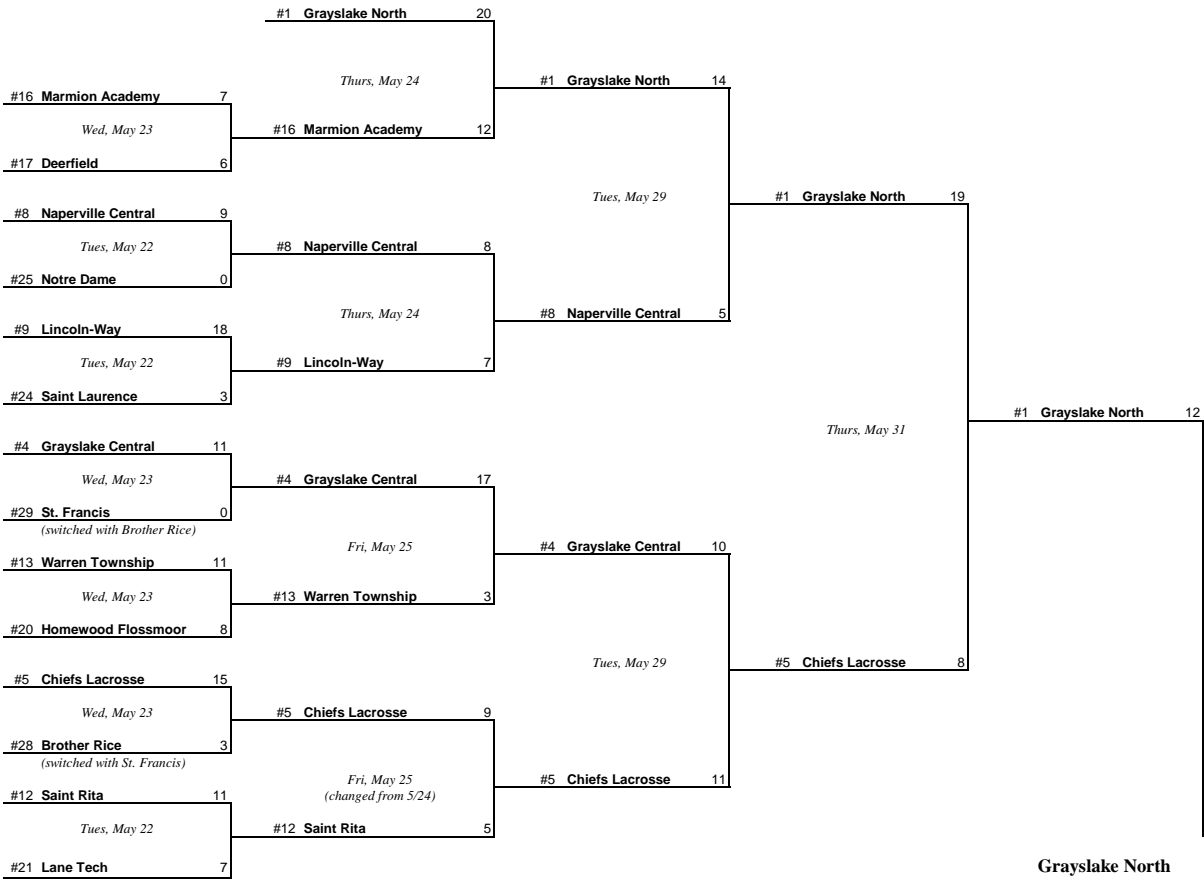 #1 Grayslake North 20
Thurs, May 24
#1 Grayslake North 14
#16 Marmion Academy 7
Wed, May 23
#16 Marmion Academy 12
#17 Deerfield 6
Tues, May 29
#1 Grayslake North 19
#8 Naperville Central 9
Tues, May 22
#8 Naperville Central 8
#25 Notre Dame 0
Thurs, May 24
#8 Naperville Central 5
#9 Lincoln-Way 18
Tues, May 22
#9 Lincoln-Way 7
#24 Saint Laurence 3
#1 Grayslake North 12
Thurs, May 31
#4 Grayslake Central 11
Wed, May 23
#4 Grayslake Central 17
#29 St. Francis 0
(switched with Brother Rice)
Fri, May 25
#4 Grayslake Central 10
#13 Warren Township 11
Wed, May 23
#13 Warren Township 3
#20 Homewood Flossmoor 8
Tues, May 29
#5 Chiefs Lacrosse 8
#5 Chiefs Lacrosse 15
Wed, May 23
#5 Chiefs Lacrosse 9
#28 Brother Rice 3
(switched with St. Francis)
Fri, May 25
(changed from 5/24)
#5 Chiefs Lacrosse 11
#12 Saint Rita 11
Tues, May 22
#12 Saint Rita 5
#21 Lane Tech 7
Grayslake North